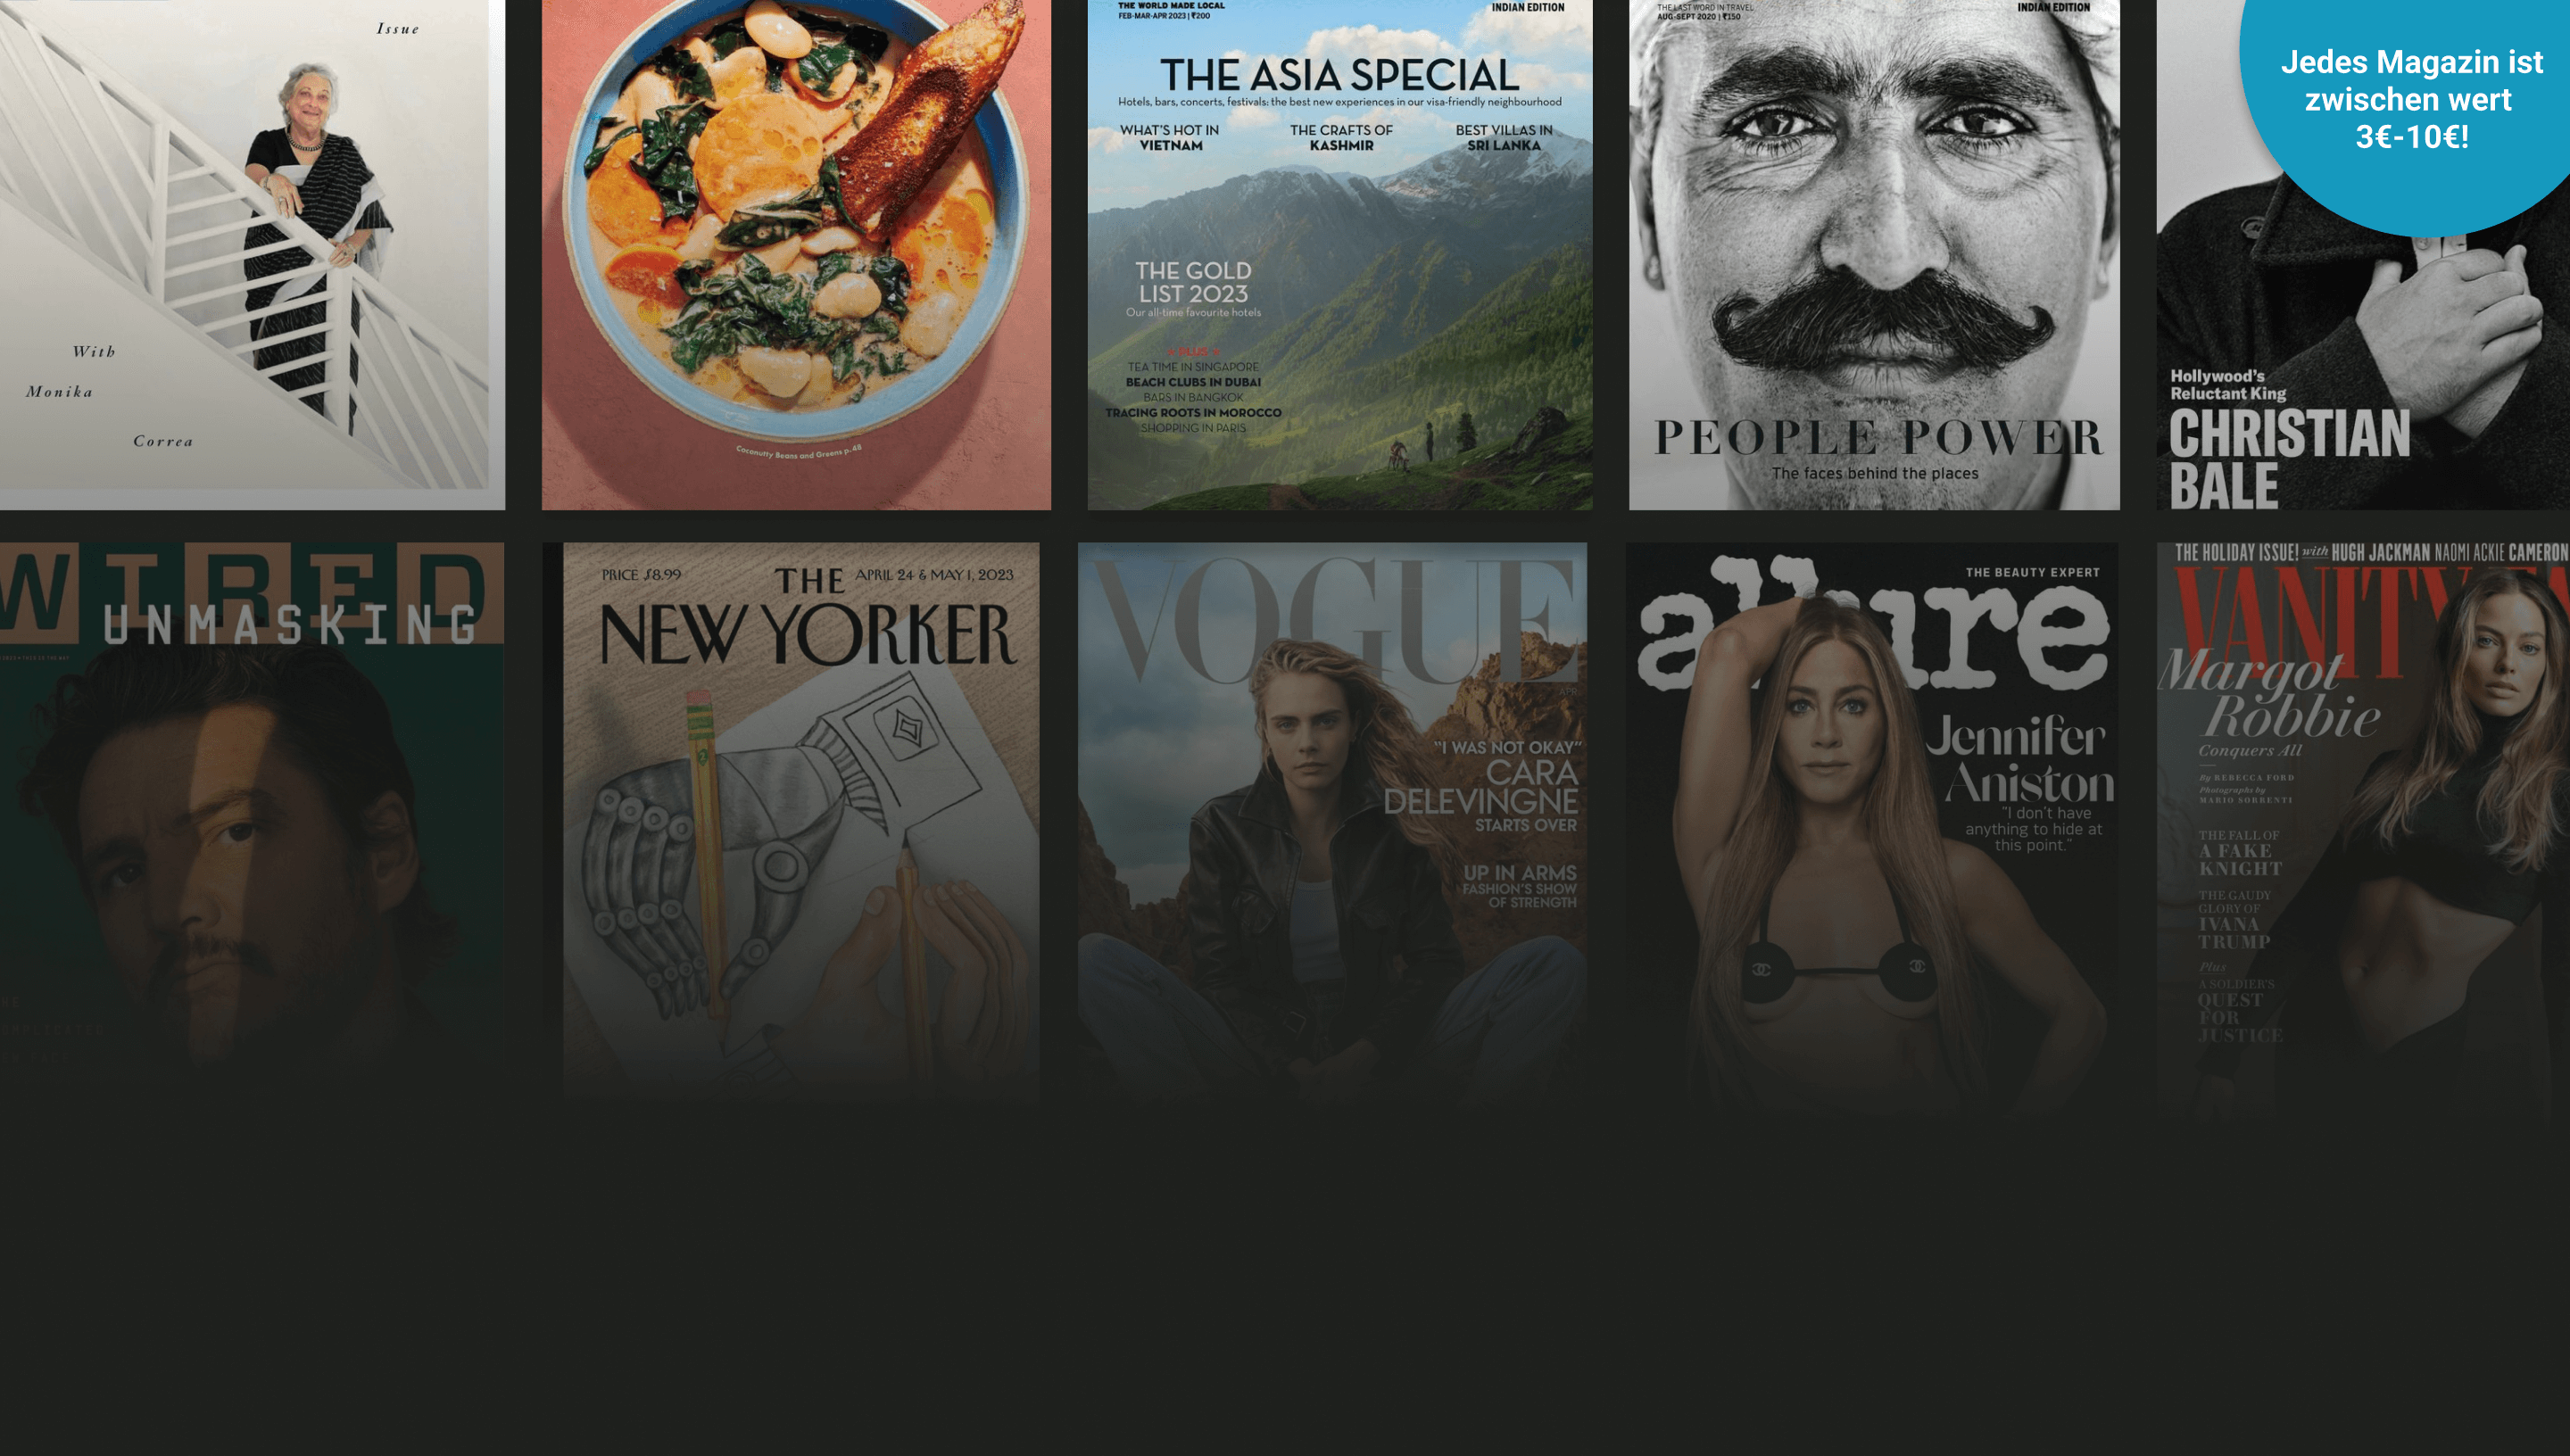 Issue
With
Monika
Correa
Coconutty Beans and Greens p.48
THE WORLD MADE LOCAL
FEB-MAR-APR 2023 | ₹200
INDIAN EDITION
THE ASIA SPECIAL
Hotels, bars, concerts, festivals: the best new experiences in our visa-friendly neighbourhood
WHAT'S HOT IN
VIETNAM
THE CRAFTS OF
KASHMIR
BEST VILLAS IN
SRI LANKA
THE GOLD
LIST 2023
Our all-time favourite hotels
PLUS
TEA TIME IN SINGAPORE
BEACH CLUBS IN DUBAI
BARS IN BANGKOK
TRACING ROOTS IN MOROCCO
SHOPPING IN PARIS
THE LAST WORD IN TRAVEL
AUG-SEPT 2020 | ₹150
INDIAN EDITION
PEOPLE POWER
The faces behind the places
Jedes Magazin ist
zwischen wert
3€-10€!
Hollywood's
Reluctant King
CHRISTIAN
BALE
WIRED
UNMASKING
PRICE $8.99
THE
APRIL 24 & MAY 1, 2023
NEW YORKER
2
VOGUE
APR
"I WAS NOT OKAY"
CARA
DELEVINGNE
STARTS OVER
UP IN ARMS
FASHION'S SHOW
OF STRENGTH
THE BEAUTY EXPERT
allure
Jennifer
Aniston
"I don't have
anything to hide at
this point."
THE HOLIDAY ISSUE! with HUGH JACKMAN NAOMI ACKIE CAMERON
VANITY FA
Margot
Robbie
Conquers All
By REBECCA FORD
Photographs by
MARIO SORRENTI
THE FALL OF
A FAKE
KNIGHT
THE GAUDY
GLORY OF
IVANA
TRUMP
Plus
A SOLDIER'S
QUEST
FOR
JUSTICE